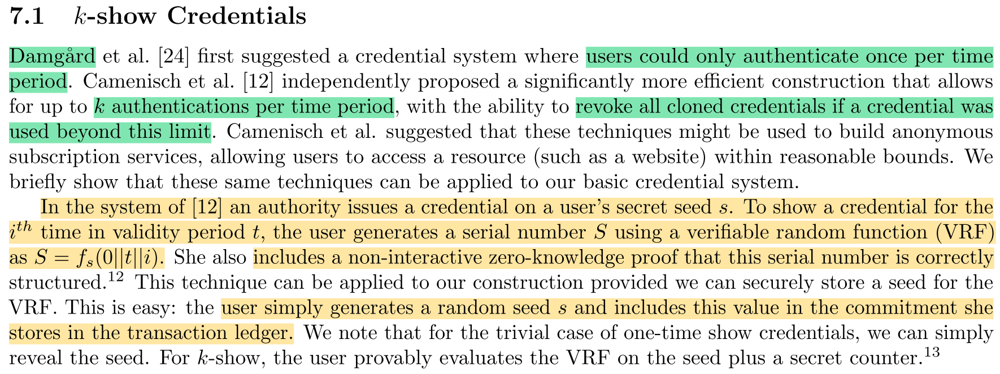 7.1 k-show Credentials
Damgård et al. [24] first suggested a credential system where users could only authenticate once per time
period. Camenisch et al. [12] independently proposed a significantly more efficient construction that allows
for up to k authentications per time period, with the ability to revoke all cloned credentials if a credential was
used beyond this limit. Camenisch et al. suggested that these techniques might be used to build anonymous
subscription services, allowing users to access a resource (such as a website) within reasonable bounds. We
briefly show that these same techniques can be applied to our basic credential system.
In the system of [12] an authority issues a credential on a user's secret seed s. To show a credential for the
i^{th} time in validity period t, the user generates a serial number S using a verifiable random function (VRF)
as S = f_s(0||t||i). She also includes a non-interactive zero-knowledge proof that this serial number is correctly
structured.¹² This technique can be applied to our construction provided we can securely store a seed for the
VRF. This is easy: the user simply generates a random seed s and includes this value in the commitment she
stores in the transaction ledger. We note that for the trivial case of one-time show credentials, we can simply
reveal the seed. For k-show, the user provably evaluates the VRF on the seed plus a secret counter.¹³